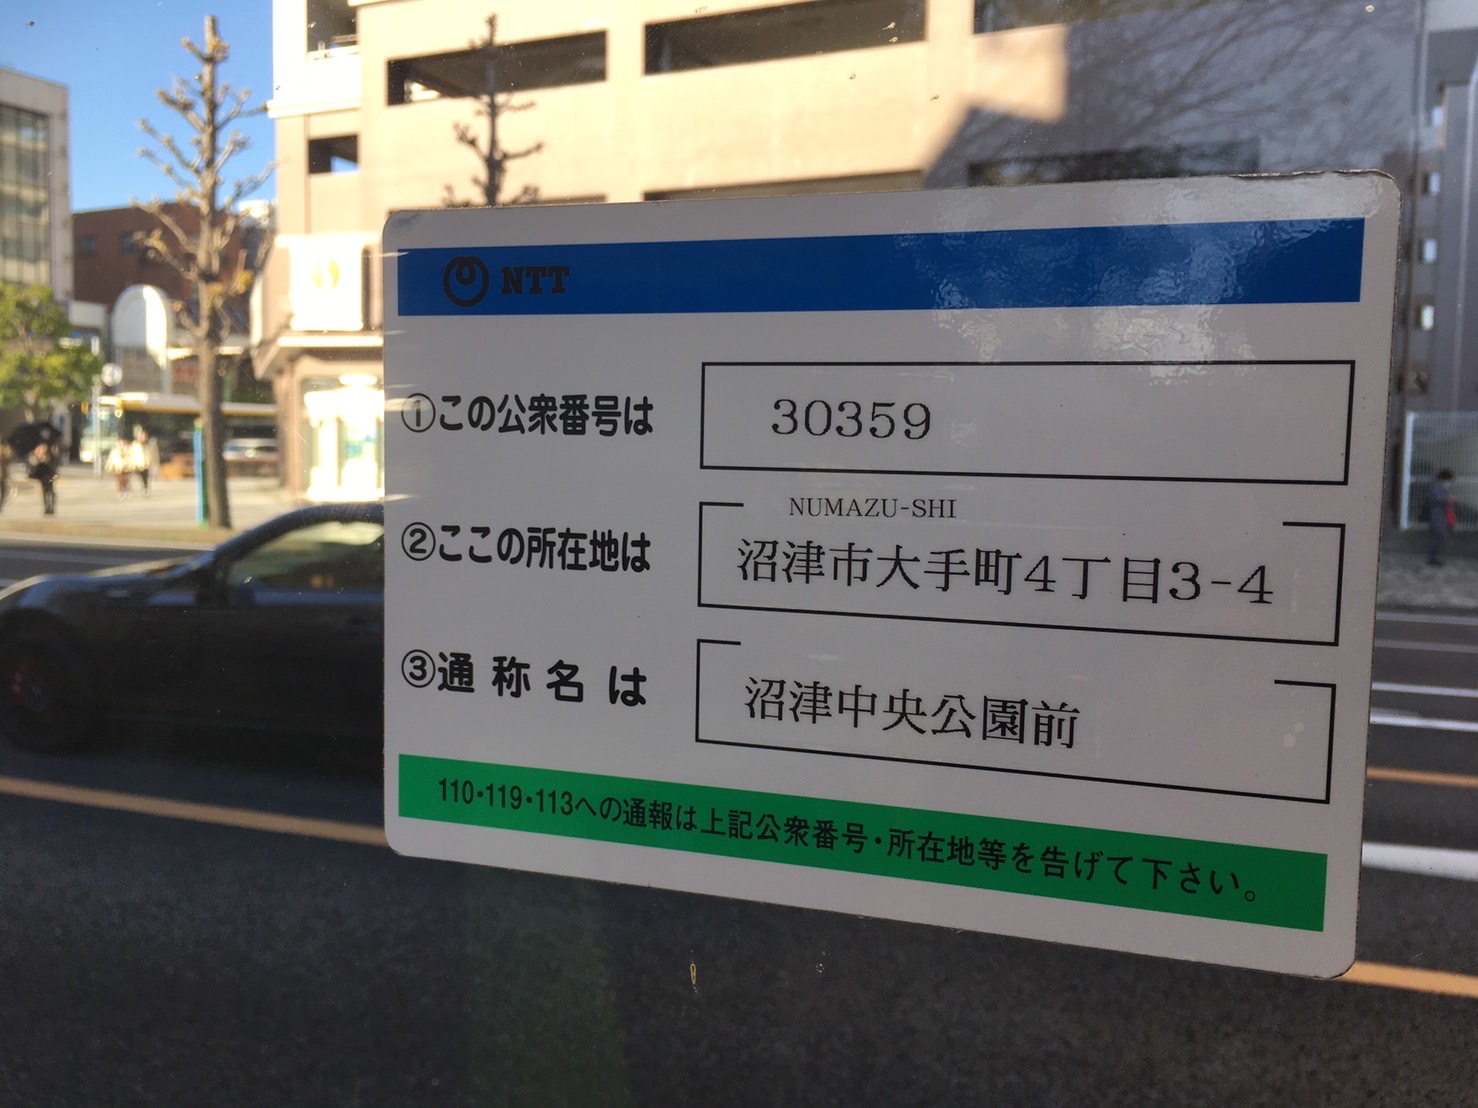 NTT
①この公衆番号は 30359
NUMAZU-SHI
②ここの所在地は 沼津市大手町4丁目3-4
③通称名は 沼津中央公園前
110・119・113への通報は上記公衆番号・所在地等を告げて下さい。